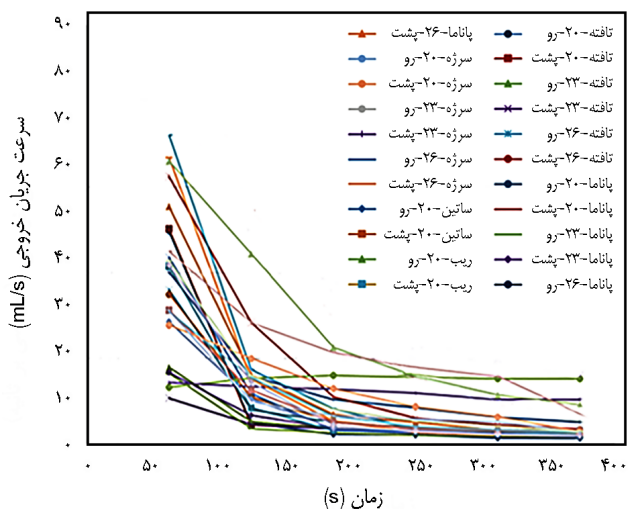 ۹۰
۸۰
۷۰
۶۰
۵۰
۴۰
۳۰
۲۰
۱۰
۰
سرعت جریان خروجی (mL/s)
تافته-۲۰-رو
تافته-۲۰-پشت
تافته-۲۳-رو
تافته-۲۳-پشت
تافته-۲۶-رو
تافته-۲۶-پشت
پاناما-۲۰-رو
پاناما-۲۰-پشت
پاناما-۲۳-رو
پاناما-۲۳-پشت
پاناما-۲۶-رو
پاناما-۲۶-پشت
سرژه-۲۰-رو
سرژه-۲۰-پشت
سرژه-۲۳-رو
سرژه-۲۳-پشت
سرژه-۲۶-رو
سرژه-۲۶-پشت
ساتین-۲۰-رو
ساتین-۲۰-پشت
ریب-۲۰-رو
ریب-۲۰-پشت
۰ ۵۰ ۱۰۰ ۱۵۰ ۲۰۰ ۲۵۰ ۳۰۰ ۳۵۰ ۴۰۰
زمان (s)